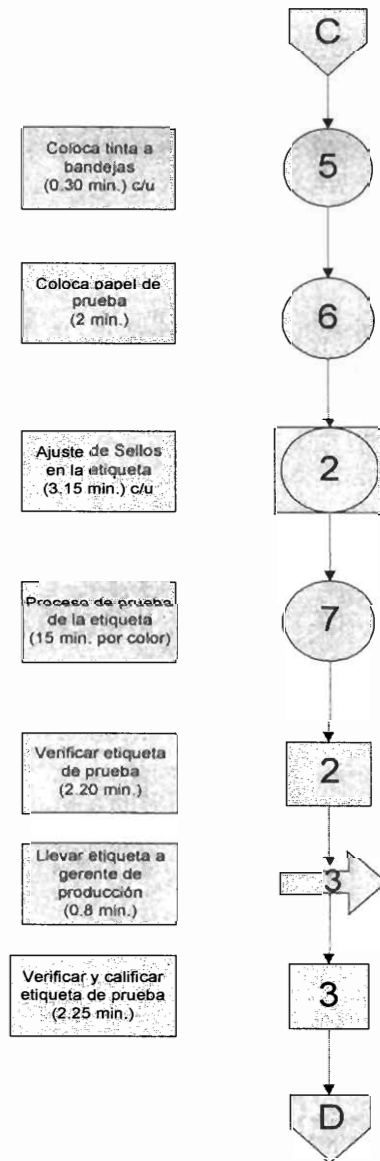 C
Coloca tinta a
bandejas
(0.30 min.) c/u
5
Coloca papel de
prueba
(2 min.)
6
Ajuste de Sellos
en la etiqueta
(3.15 min.) c/u
2
Proceso de prueba
de la etiqueta
(15 min. por color)
7
Verificar etiqueta
de prueba
(2.20 min.)
2
Llevar etiqueta a
gerente de
producción
(0.8 min.)
3
Verificar y calificar
etiqueta de prueba
(2.25 min.)
3
D